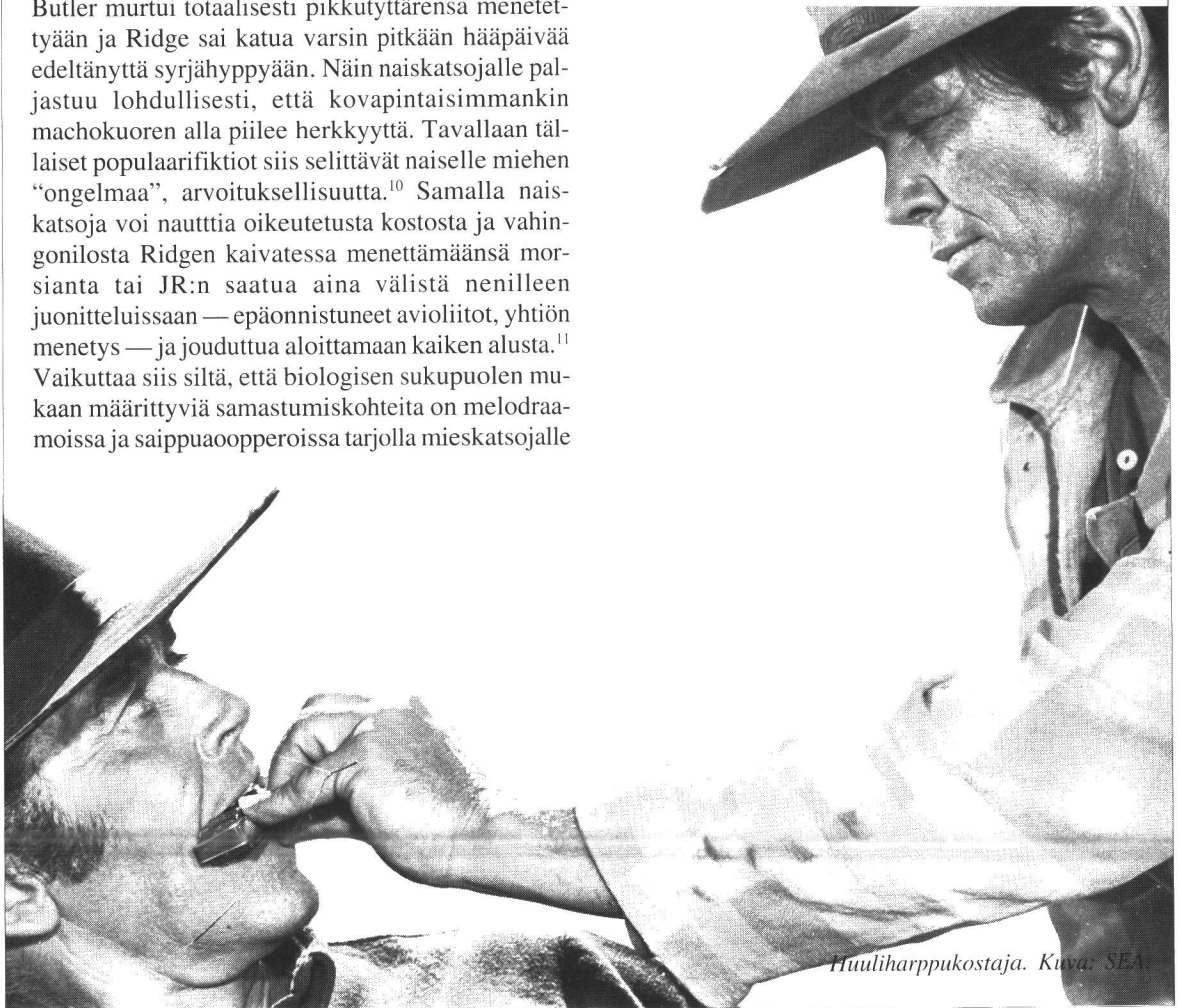 Butler murtui totaalisesti pikkutyttärensä menetet-
tyään ja Ridge sai katua varsin pitkään hääpäivää
edeltänyttä syrjähyppyään. Näin naiskatsojalle pal-
jastuu lohdullisesti, että kovapintaisimmankin
machokuoren alla piilee herkkyyttä. Tavallaan täl-
laiset populaarifiktiot siis selittävät naiselle miehen
“ongelmaa”, arvoituksellisuutta.¹⁰ Samalla nais-
katsoja voi nautttia oikeutetusta kostosta ja vahin-
gonilosta Ridgen kaivatessa menettämäänsä mor-
sianta tai JR:n saatua aina välistä nenilleen
juonitteluissaan — epäonnistuneet avioliitot, yhtiön
menetys — ja jouduttua aloittamaan kaiken alusta.¹¹
Vaikuttaa siis siltä, että biologisen sukupuolen mu-
kaan määrittyviä samastumiskohteita on melodraa-
moissa ja saippuaoopperoissa tarjolla mieskatsojalle
Huuliharppukostaja. Kuva: SEA.